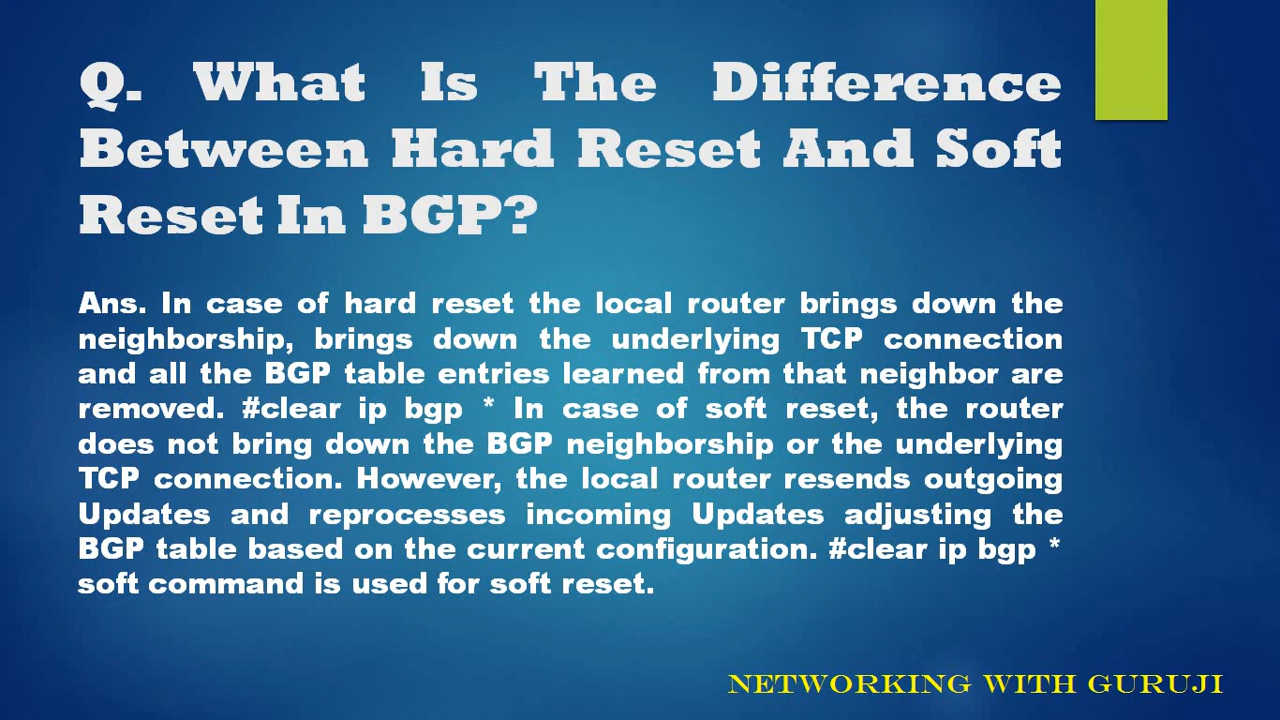 Q. What Is The Difference
Between Hard Reset And Soft
Reset In BGP?
Ans. In case of hard reset the local router brings down the
neighborship, brings down the underlying TCP connection
and all the BGP table entries learned from that neighbor are
removed. #clear ip bgp * In case of soft reset, the router
does not bring down the BGP neighborship or the underlying
TCP connection. However, the local router resends outgoing
Updates and reprocesses incoming Updates adjusting the
BGP table based on the current configuration. #clear ip bgp *
soft command is used for soft reset.
NETWORKING WITH GURUJI